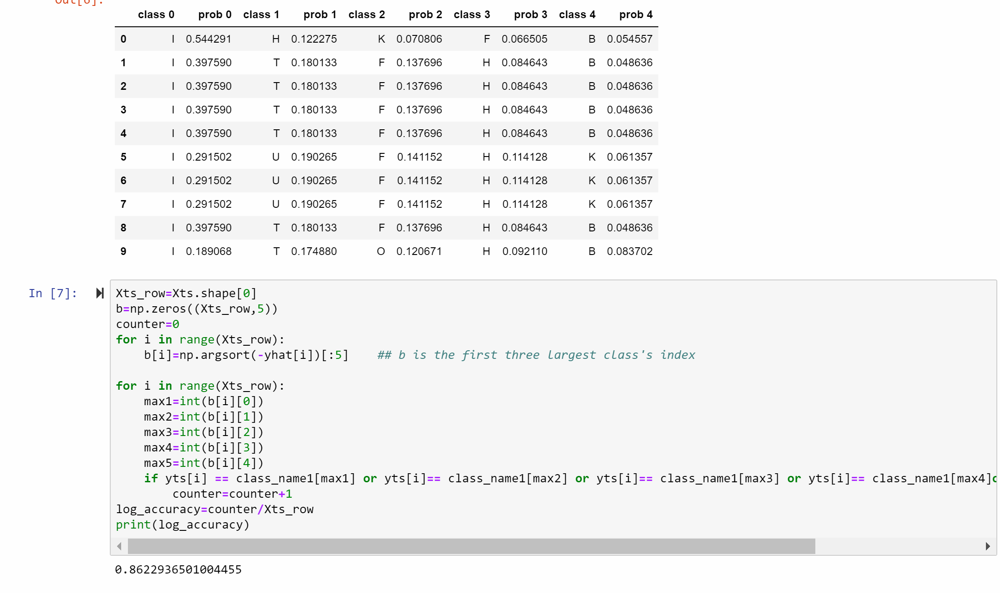 Out[6]:
class 0 prob 0 class 1 prob 1 class 2 prob 2 class 3 prob 3 class 4 prob 4
0 I 0.544291 H 0.122275 K 0.070806 F 0.066505 B 0.054557
1 I 0.397590 T 0.180133 F 0.137696 H 0.084643 B 0.048636
2 I 0.397590 T 0.180133 F 0.137696 H 0.084643 B 0.048636
3 I 0.397590 T 0.180133 F 0.137696 H 0.084643 B 0.048636
4 I 0.397590 T 0.180133 F 0.137696 H 0.084643 B 0.048636
5 I 0.291502 U 0.190265 F 0.141152 H 0.114128 K 0.061357
6 I 0.291502 U 0.190265 F 0.141152 H 0.114128 K 0.061357
7 I 0.291502 U 0.190265 F 0.141152 H 0.114128 K 0.061357
8 I 0.397590 T 0.180133 F 0.137696 H 0.084643 B 0.048636
9 I 0.189068 T 0.174880 O 0.120671 H 0.092110 B 0.083702
In [7]: Xts_row=Xts.shape[0]
b=np.zeros((Xts_row,5))
counter=0
for i in range(Xts_row):
    b[i]=np.argsort(-yhat[i])[:5]    ## b is the first three largest class's index
for i in range(Xts_row):
    max1=int(b[i][0])
    max2=int(b[i][1])
    max3=int(b[i][2])
    max4=int(b[i][3])
    max5=int(b[i][4])
    if yts[i] == class_name1[max1] or yts[i]== class_name1[max2] or yts[i]== class_name1[max3] or yts[i]== class_name1[max4]
        counter=counter+1
log_accuracy=counter/Xts_row
print(log_accuracy)
0.8622936501004455